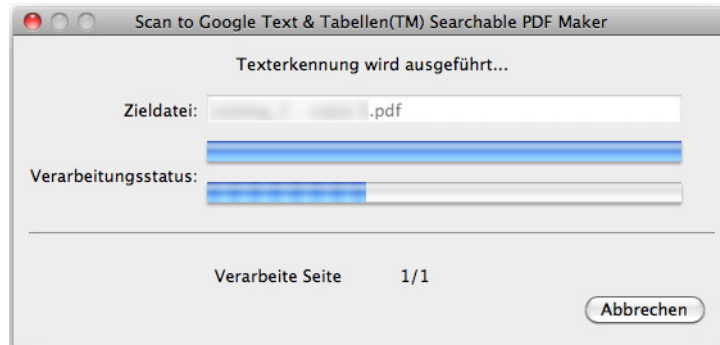 Scan to Google Text & Tabellen(TM) Searchable PDF Maker
Texterkennung wird ausgeführt...
Zieldatei: .pdf
Verarbeitungsstatus:
Verarbeite Seite 1/1
Abbrechen